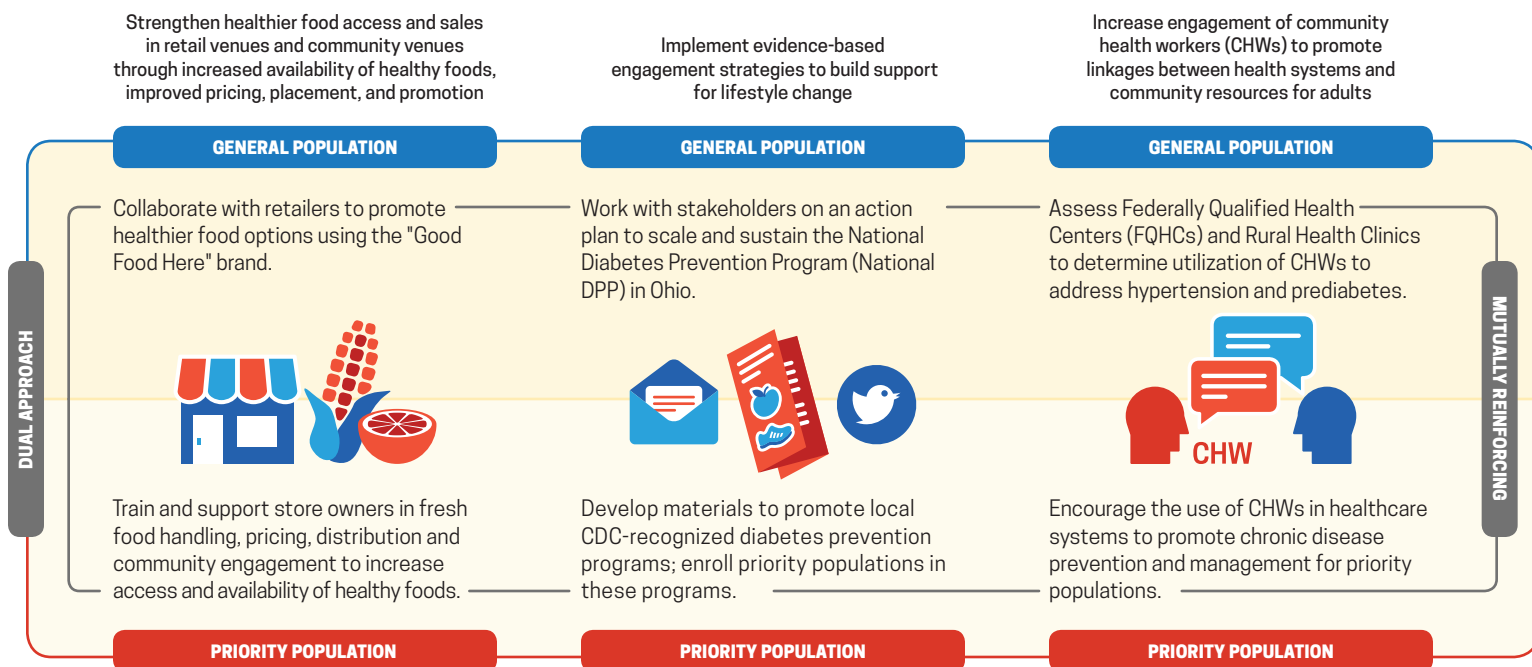 Strengthen healthier food access and sales
in retail venues and community venues
through increased availability of healthy foods,
improved pricing, placement, and promotion
Implement evidence-based
engagement strategies to build support
for lifestyle change
Increase engagement of community
health workers (CHWs) to promote
linkages between health systems and
community resources for adults
GENERAL POPULATION
GENERAL POPULATION
GENERAL POPULATION
DUAL APPROACH
Collaborate with retailers to promote
healthier food options using the "Good
Food Here" brand.
Work with stakeholders on an action
plan to scale and sustain the National
Diabetes Prevention Program (National
DPP) in Ohio.
Assess Federally Qualified Health
Centers (FQHCs) and Rural Health Clinics
to determine utilization of CHWs to
address hypertension and prediabetes.
MUTUALLY REINFORCING
CHW
Train and support store owners in fresh
food handling, pricing, distribution and
community engagement to increase
access and availability of healthy foods.
Develop materials to promote local
CDC-recognized diabetes prevention
programs; enroll priority populations in
these programs.
Encourage the use of CHWs in healthcare
systems to promote chronic disease
prevention and management for priority
populations.
PRIORITY POPULATION
PRIORITY POPULATION
PRIORITY POPULATION